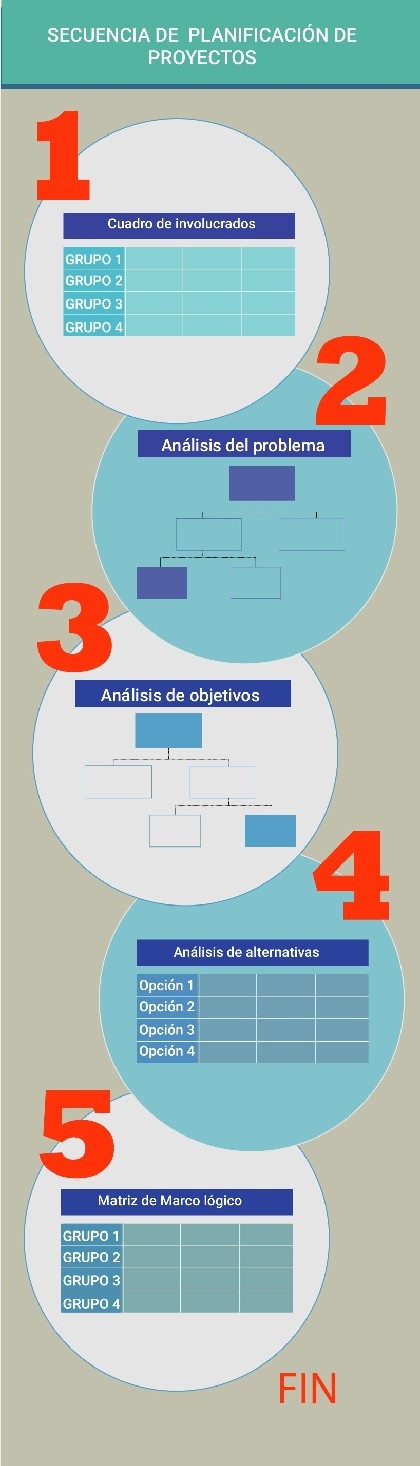 SECUENCIA DE PLANIFICACIÓN DE
PROYECTOS
1
Cuadro de involucrados
GRUPO 1
GRUPO 2
GRUPO 3
GRUPO 4
2
Análisis del problema
3
Análisis de objetivos
4
Análisis de alternativas
Opción 1
Opción 2
Opción 3
Opción 4
5
Matriz de Marco lógico
GRUPO 1
GRUPO 2
GRUPO 3
GRUPO 4
FIN